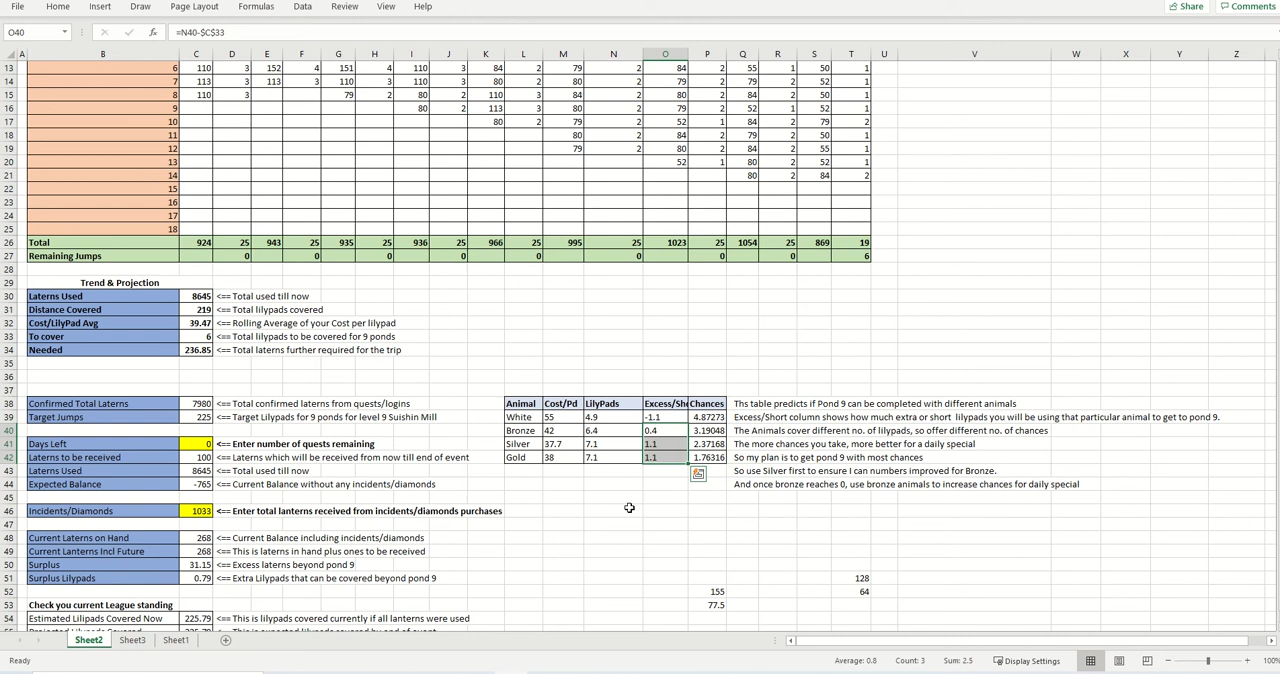 File Home Insert Draw Page Layout Formulas Data Review View Help Share Comments
O40 fx =N40-$C$33
A B C D E F G H I J K L M N O P Q R S T U V W X Y Z
13 6 110 3 152 4 151 4 110 3 84 2 79 2 84 2 55 1 50 1
14 7 113 3 113 3 110 3 110 3 80 2 80 2 79 2 79 2 52 1
15 8 110 3 79 2 80 2 110 3 84 2 80 2 84 2 50 1
16 9 80 2 113 3 80 2 79 2 52 1 52 1
17 10 80 2 79 2 52 1 84 2 79 2
18 11 80 2 84 2 79 2 50 1
19 12 79 2 80 2 84 2 55 1
20 13 52 1 80 2 52 1
21 14 80 2 84 2
22 15
23 16
24 17
25 18
26 Total 924 25 943 25 935 25 936 25 966 25 995 25 1023 25 1054 25 869 19
27 Remaining Jumps 0 0 0 0 0 0 0 0 6
28
29 Trend & Projection
30 Laterns Used 8645 <== Total used till now
31 Distance Covered 219 <== Total lilypads covered
32 Cost/LilyPad Avg 39.47 <== Rolling Average of your Cost per lilypad
33 To cover 6 <== Total lilypads to be covered for 9 ponds
34 Needed 236.85 <== Total laterns further required for the trip
35
36
37
38 Confirmed Total Laterns 7980 <== Total confirmed laterns from quests/logins Animal Cost/Pd LilyPads Excess/Sho Chances Ths table predicts if Pond 9 can be completed with different animals
39 Target Jumps 225 <== Target Lilypads for 9 ponds for level 9 Suishin Mill White 55 4.9 -1.1 4.87273 Excess/Short column shows how much extra or short lilypads you will be using that particular animal to get to pond 9.
40 Bronze 42 6.4 0.4 3.19048 The Animals cover different no. of lilypads, so offer different no. of chances
41 Days Left 0 <== Enter number of quests remaining Silver 37.7 7.1 1.1 2.37168 The more chances you take, more better for a daily special
42 Laterns to be received 100 <== Laterns which will be received from now till end of event Gold 38 7.1 1.1 1.76316 So my plan is to get pond 9 with most chances
43 Laterns Used 8645 <== Total used till now So use Silver first to ensure I can numbers improved for Bronze.
44 Expected Balance -765 <== Current Balance without any incidents/diamonds And once bronze reaches 0, use bronze animals to increase chances for daily special
45
46 Incidents/Diamonds 1033 <== Enter total lanterns received from incidents/diamonds purchases
47
48 Current Laterns on Hand 268 <== Current Balance including incidents/diamonds
49 Current Lanterns Incl Future 268 <== This is laterns in hand plus ones to be received
50 Surplus 31.15 <== Excess laterns beyond pond 9
51 Surplus Lilypads 0.79 <== Extra Lilypads that can be covered beyond pond 9 128
52 155 64
53 Check you current League standing 77.5
54 Estimated Lilipads Covered Now 225.79 <== This is lilypads covered currently if all lanterns were used
Sheet2 Sheet3 Sheet1
Ready Average: 0.8 Count: 3 Sum: 2.5 Display Settings 100%